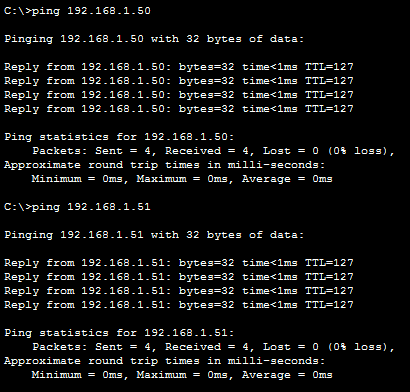 C:\>ping 192.168.1.50
Pinging 192.168.1.50 with 32 bytes of data:
Reply from 192.168.1.50: bytes=32 time<1ms TTL=127
Reply from 192.168.1.50: bytes=32 time<1ms TTL=127
Reply from 192.168.1.50: bytes=32 time<1ms TTL=127
Reply from 192.168.1.50: bytes=32 time<1ms TTL=127
Ping statistics for 192.168.1.50:
    Packets: Sent = 4, Received = 4, Lost = 0 (0% loss),
Approximate round trip times in milli-seconds:
    Minimum = 0ms, Maximum = 0ms, Average = 0ms
C:\>ping 192.168.1.51
Pinging 192.168.1.51 with 32 bytes of data:
Reply from 192.168.1.51: bytes=32 time<1ms TTL=127
Reply from 192.168.1.51: bytes=32 time<1ms TTL=127
Reply from 192.168.1.51: bytes=32 time<1ms TTL=127
Reply from 192.168.1.51: bytes=32 time<1ms TTL=127
Ping statistics for 192.168.1.51:
    Packets: Sent = 4, Received = 4, Lost = 0 (0% loss),
Approximate round trip times in milli-seconds:
    Minimum = 0ms, Maximum = 0ms, Average = 0ms